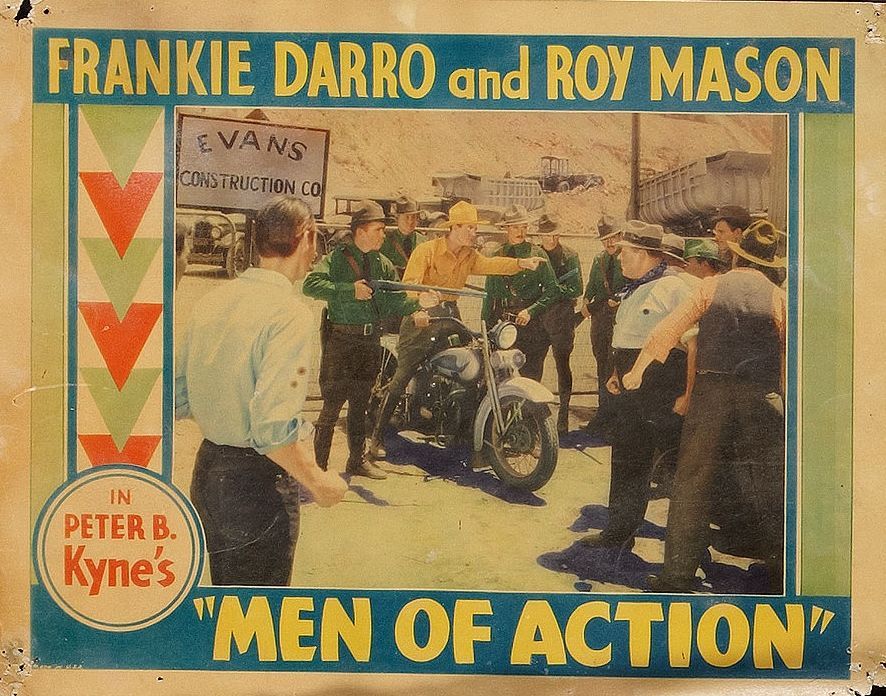 FRANKIE DARRO and ROY MASON
EVANS
CONSTRUCTION CO
IN
PETER B.
Kyne's
"MEN OF ACTION"